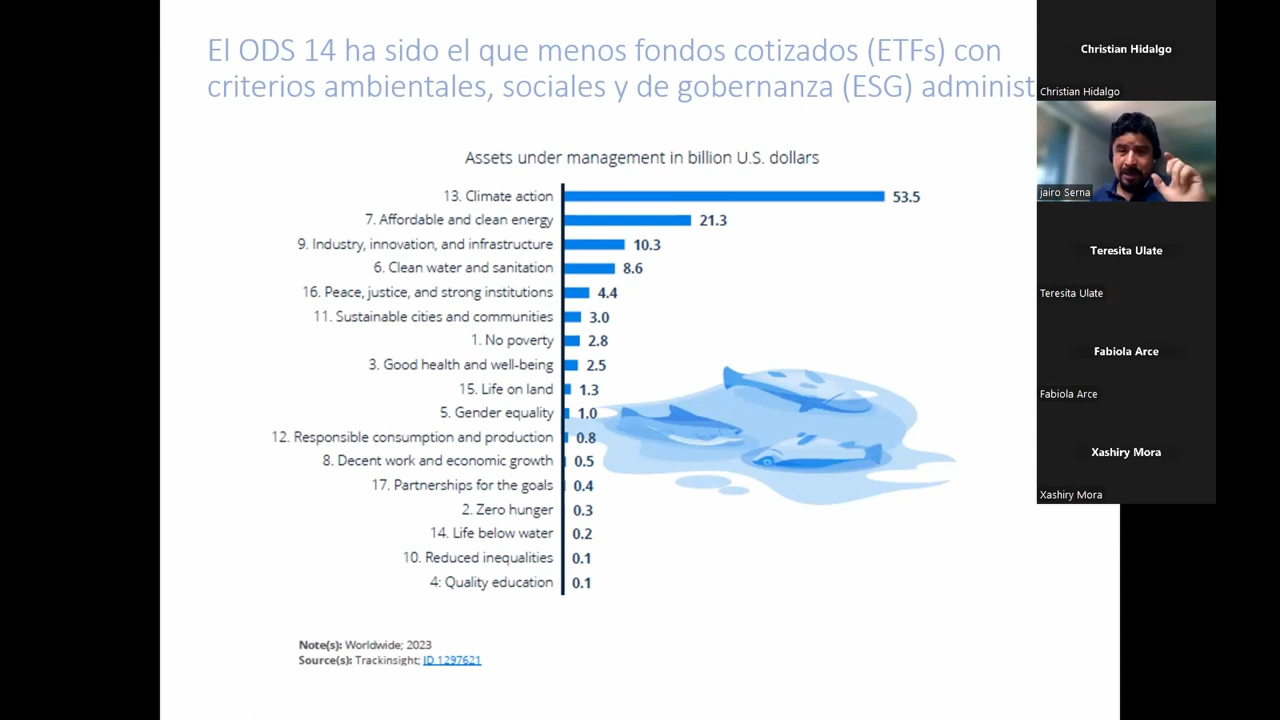 El ODS 14 ha sido el que menos fondos cotizados (ETFs) con
criterios ambientales, sociales y de gobernanza (ESG) administ
Assets under management in billion U.S. dollars
13. Climate action 53.5
7. Affordable and clean energy 21.3
9. Industry, innovation, and infrastructure 10.3
6. Clean water and sanitation 8.6
16. Peace, justice, and strong institutions 4.4
11. Sustainable cities and communities 3.0
1. No poverty 2.8
3. Good health and well-being 2.5
15. Life on land 1.3
5. Gender equality 1.0
12. Responsible consumption and production 0.8
8. Decent work and economic growth 0.5
17. Partnerships for the goals 0.4
2. Zero hunger 0.3
14. Life below water 0.2
10. Reduced inequalities 0.1
4: Quality education 0.1
Note(s): Worldwide; 2023
Source(s): Trackinsight; ID 1297621
Christian Hidalgo
Christian Hidalgo
jairo Serna
Teresita Ulate
Teresita Ulate
Fabiola Arce
Fabiola Arce
Xashiry Mora
Xashiry Mora